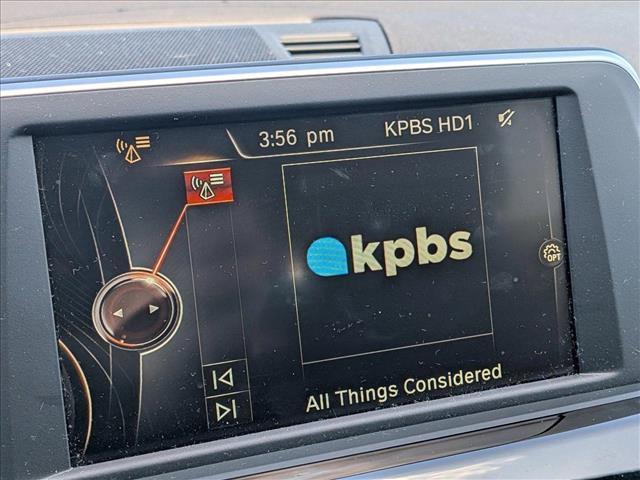 3:56 pm
KPBS HD1
kpbs
OPT
All Things Considered